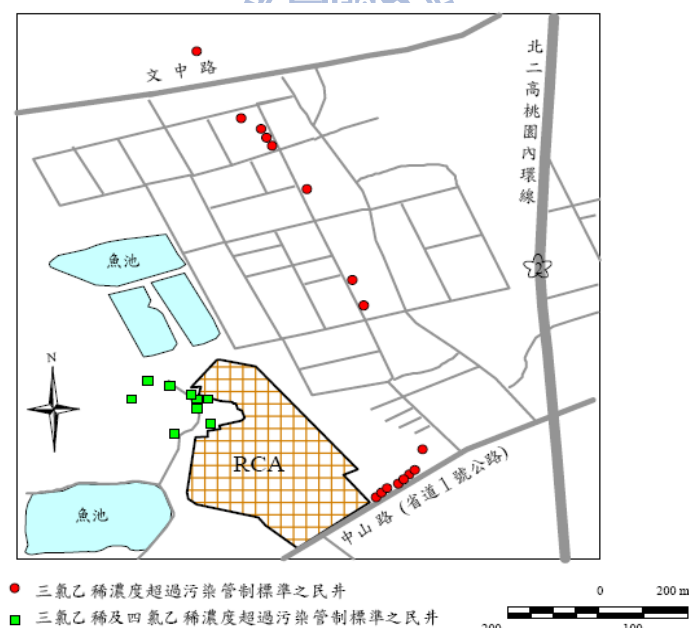 文中路
北二高桃園內環線
2
魚池
N
RCA
魚池
中山路(省道1號公路)
三氯乙稀濃度超過污染管制標準之民井
三氯乙稀及四氯乙稀濃度超過污染管制標準之民井
0 200 m
200 100